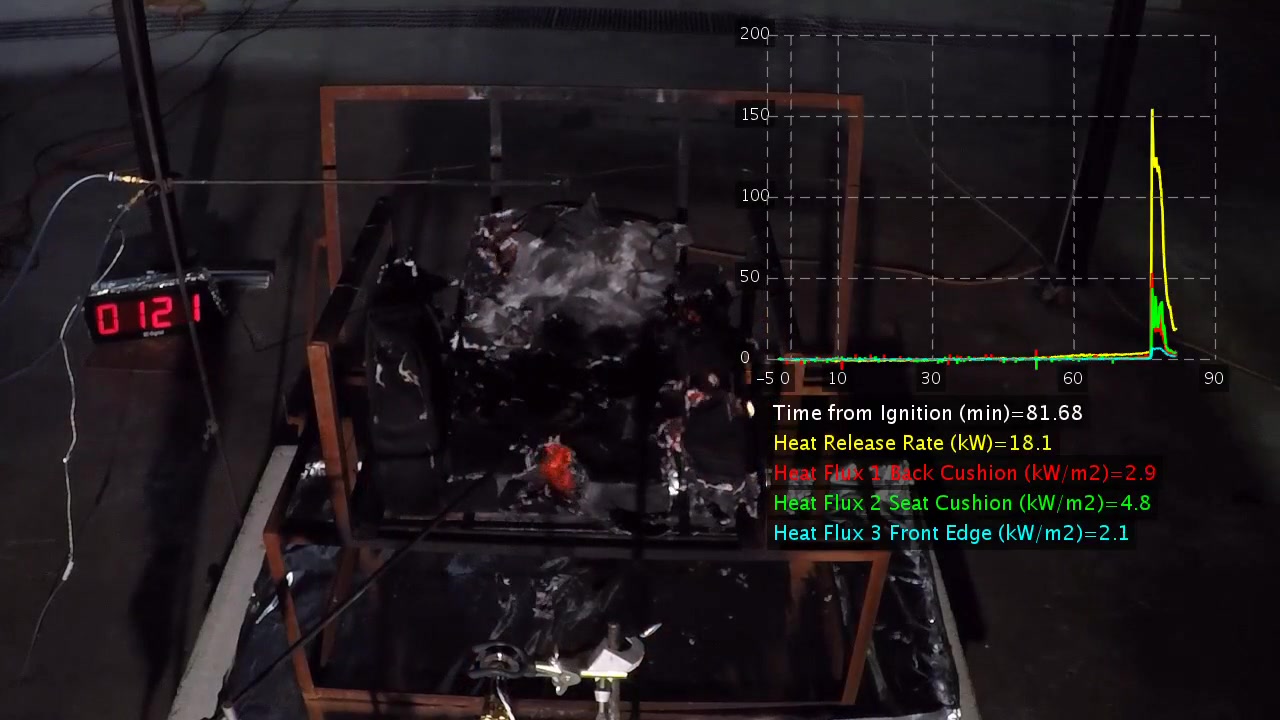 200
150
100
50
0
-5 0 10 30 60 90
0121
Time from Ignition (min)=81.68
Heat Release Rate (kW)=18.1
Heat Flux 1 Back Cushion (kW/m2)=2.9
Heat Flux 2 Seat Cushion (kW/m2)=4.8
Heat Flux 3 Front Edge (kW/m2)=2.1